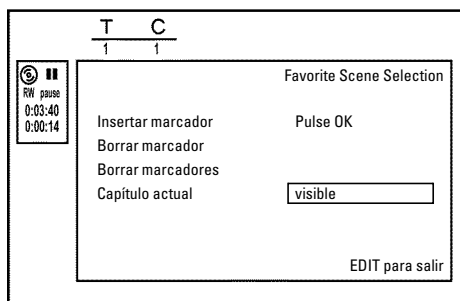 T C
1 1
RW pause
0:03:40
0:00:14
Favorite Scene Selection
Insertar marcador Pulse OK
Borrar marcador
Borrar marcadores
Capítulo actual visible
EDIT para salir